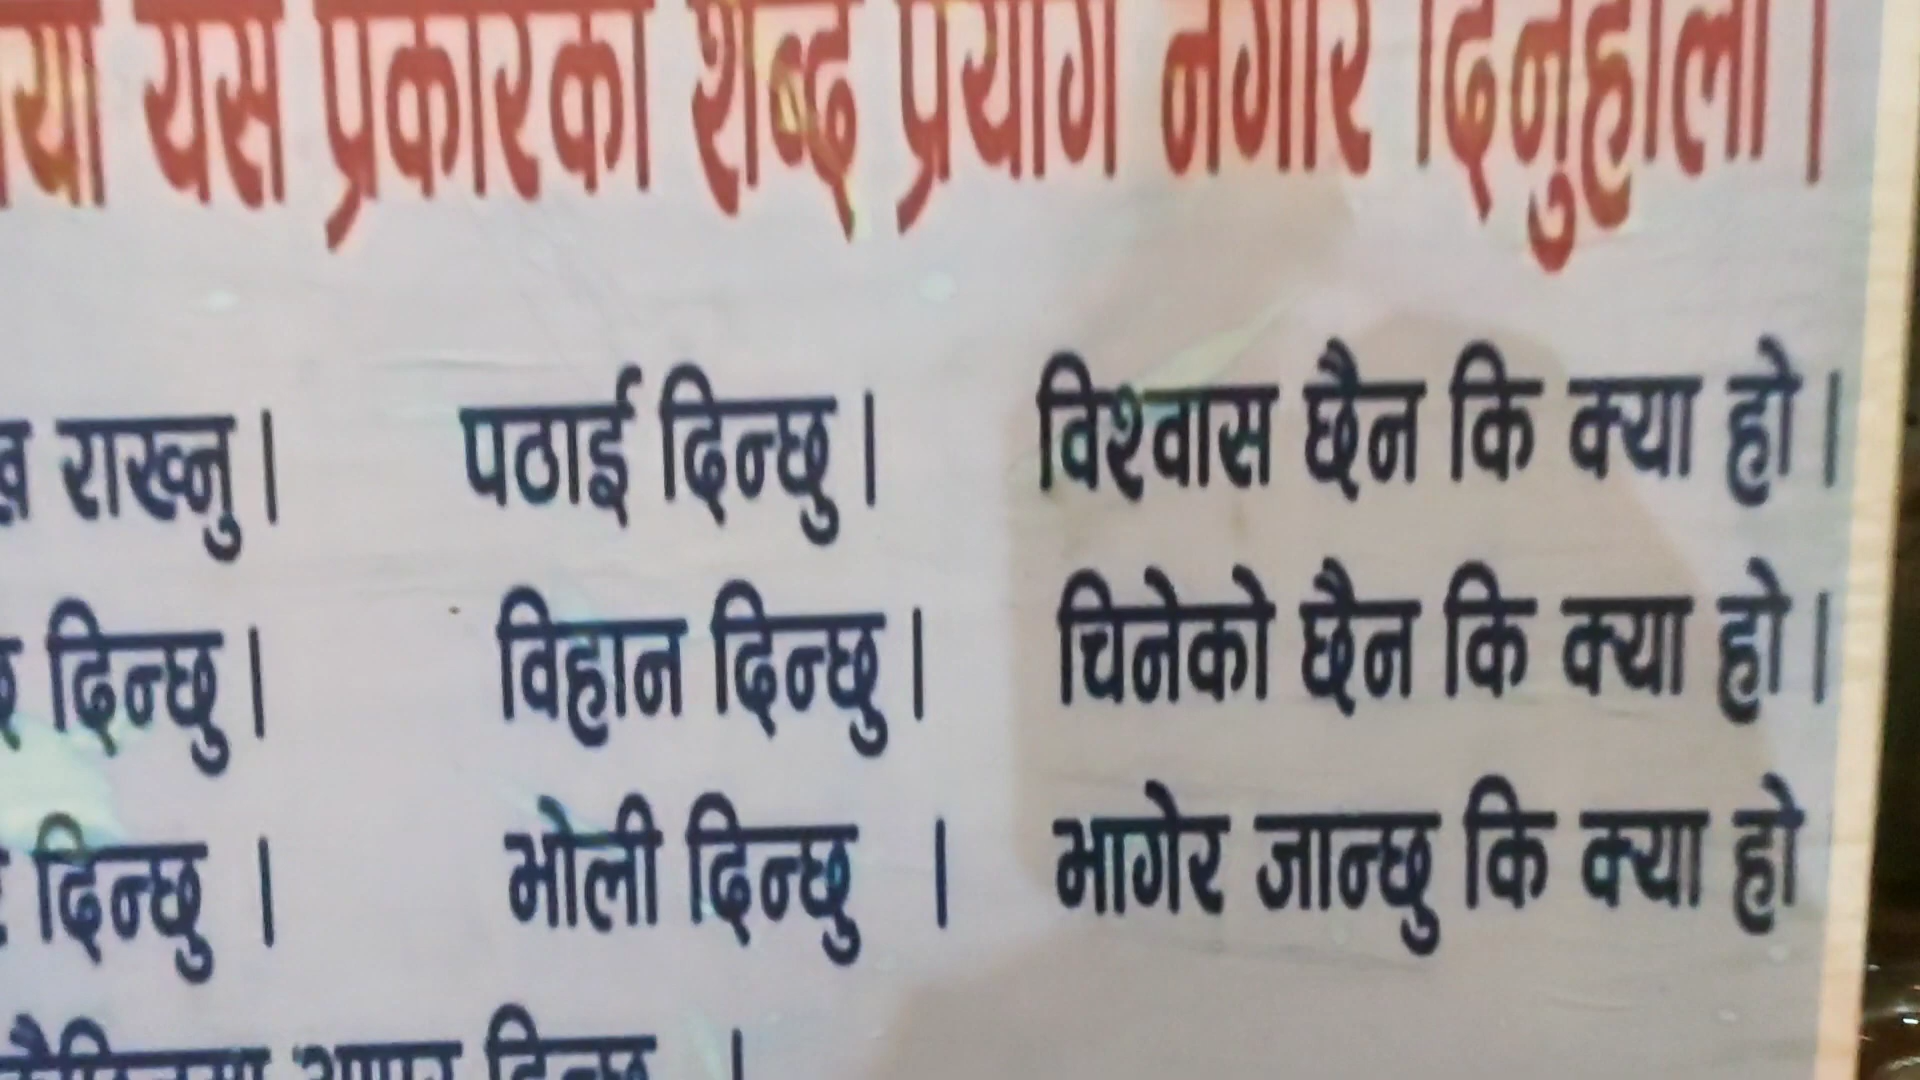 यस प्रकारका शब्द प्रयोग नगरि दिनुहोला।
राख्नु। पठाई दिन्छु। विश्वास छैन कि क्या हो।
दिन्छु। विहान दिन्छु। चिनेको छैन कि क्या हो।
दिन्छु । भोली दिन्छु । भागेर जान्छु कि क्या हो
दिन्छु ।